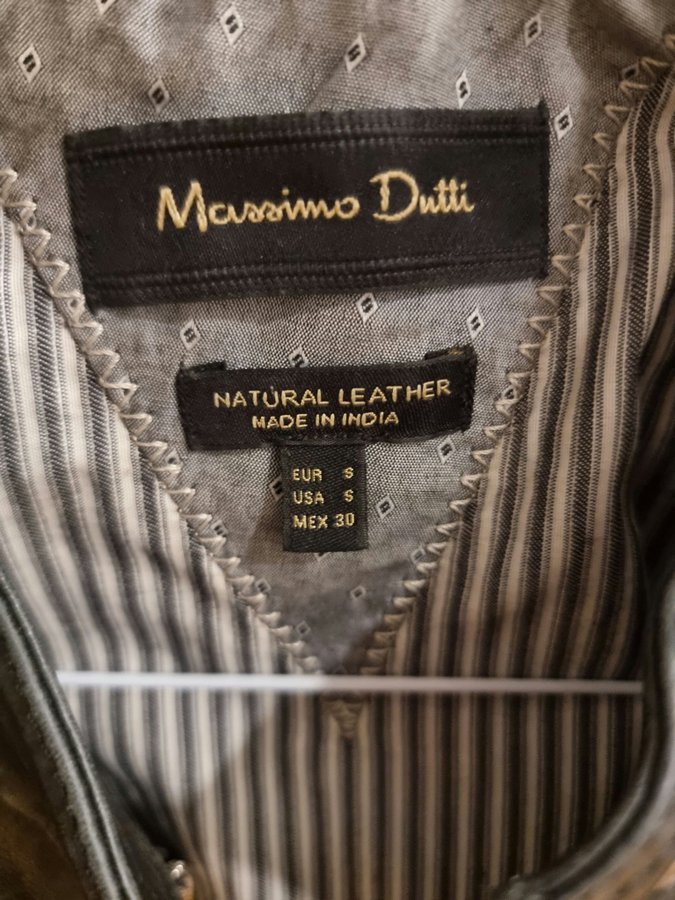 Massimo Dutti
NATURAL LEATHER
MADE IN INDIA
EUR S
USA S
MEX 30